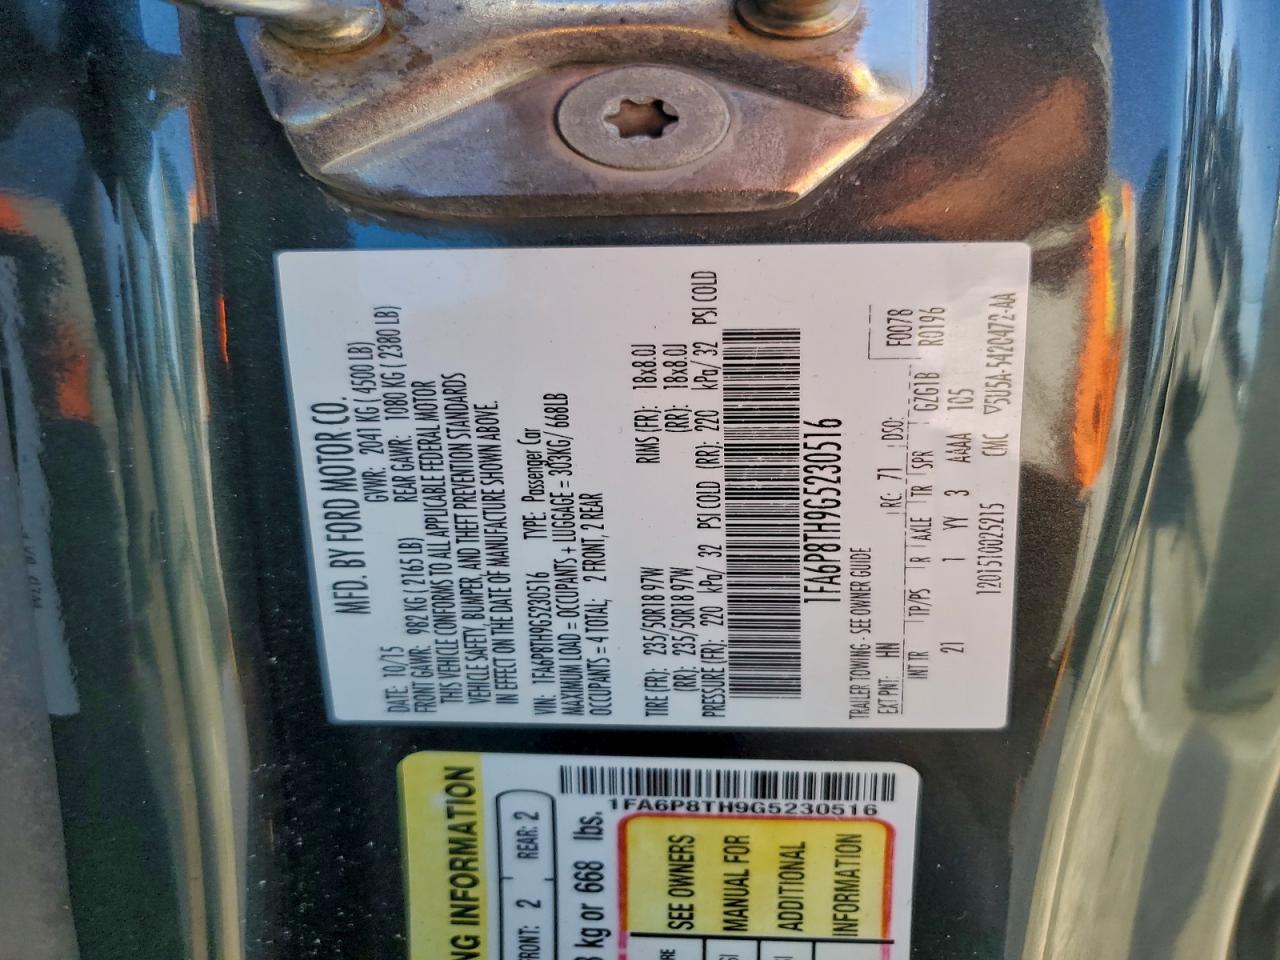 MFD. BY FORD MOTOR CO.
DATE: 10/15 GVWR: 2041 KG ( 4500 LB)
FRONT GAWR: 982 KG ( 2165 LB) REAR GAWR: 1080 KG ( 2380 LB)
THIS VEHICLE CONFORMS TO ALL APPLICABLE FEDERAL MOTOR
VEHICLE SAFETY, BUMPER, AND THEFT PREVENTION STANDARDS
IN EFFECT ON THE DATE OF MANUFACTURE SHOWN ABOVE.
VIN: 1FA6P8TH9G5230516 TYPE: Passenger Car
MAXIMUM LOAD = OCCUPANTS + LUGGAGE = 303KG/ 668LB
OCCUPANTS = 4 TOTAL; 2 FRONT, 2 REAR
TIRE (FR): 235/50R18 97W RIMS (FR): 18x8.0J
(RR): 235/50R18 97W (RR): 18x8.0J
PRESSURE (FR): 220 kPa/ 32 PSI COLD (RR): 220 kPa/ 32 PSI COLD
1FA6P8TH9G5230516
TRAILER TOWING - SEE OWNER GUIDE
EXT PNT: HN RC: 71 DSO: F0078
INT TR TP/PS R AXLE TR SPR GZG1B R0196
21 1 YY 3 AAAA 105
1201510025215 CMC ▽5U5A-5420472-AA
ING INFORMATION
FRONT: 2 REAR: 2
3 kg or 668 lbs.
1FA6P8TH9G5230516
SEE OWNERS
MANUAL FOR
ADDITIONAL
INFORMATION